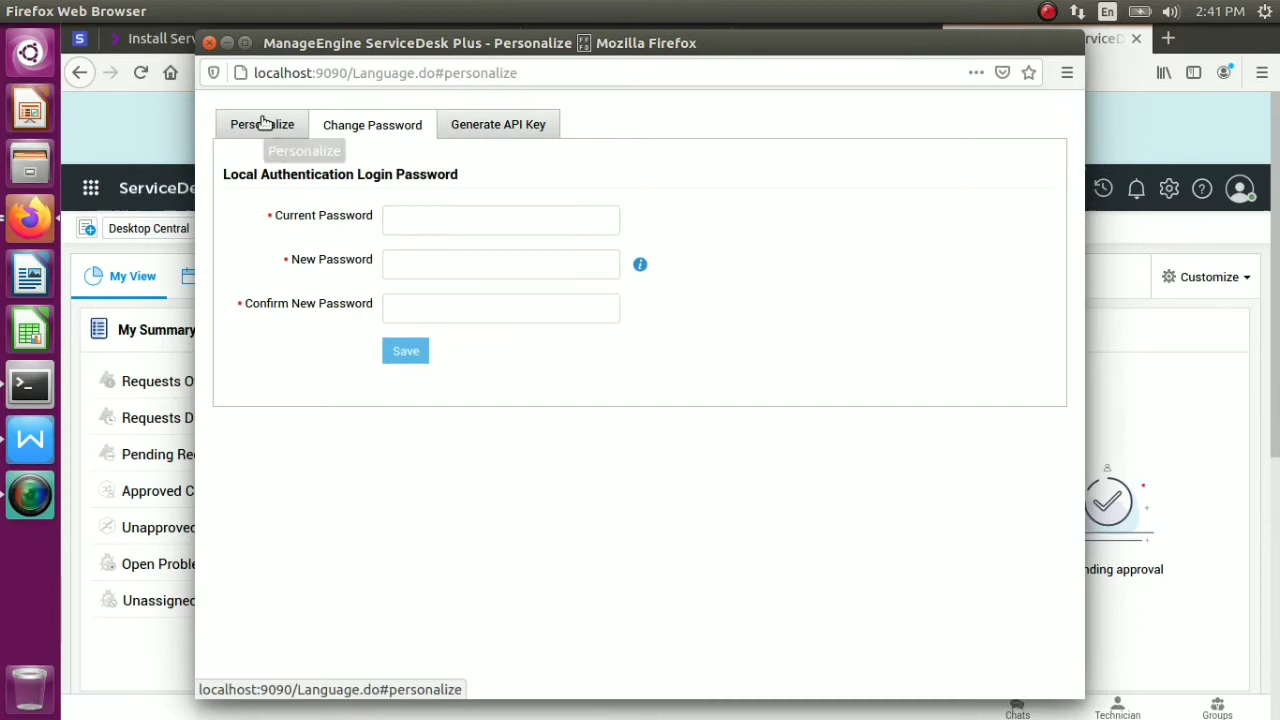 Firefox Web Browser
En
2:41 PM
S
Install Serv
ManageEngine ServiceDesk Plus - Personalize
Mozilla Firefox
rviceD
localhost:9090/Language.do#personalize
Personalize
Change Password
Generate API Key
Personalize
Local Authentication Login Password
ServiceDe
* Current Password
Desktop Central
* New Password
My View
Customize
* Confirm New Password
My Summary
Save
Requests O
Requests D
Pending Re
Approved C
Unapproved
Open Proble
nding approval
Unassigned
localhost:9090/Language.do#personalize
Chats
Technician
Groups